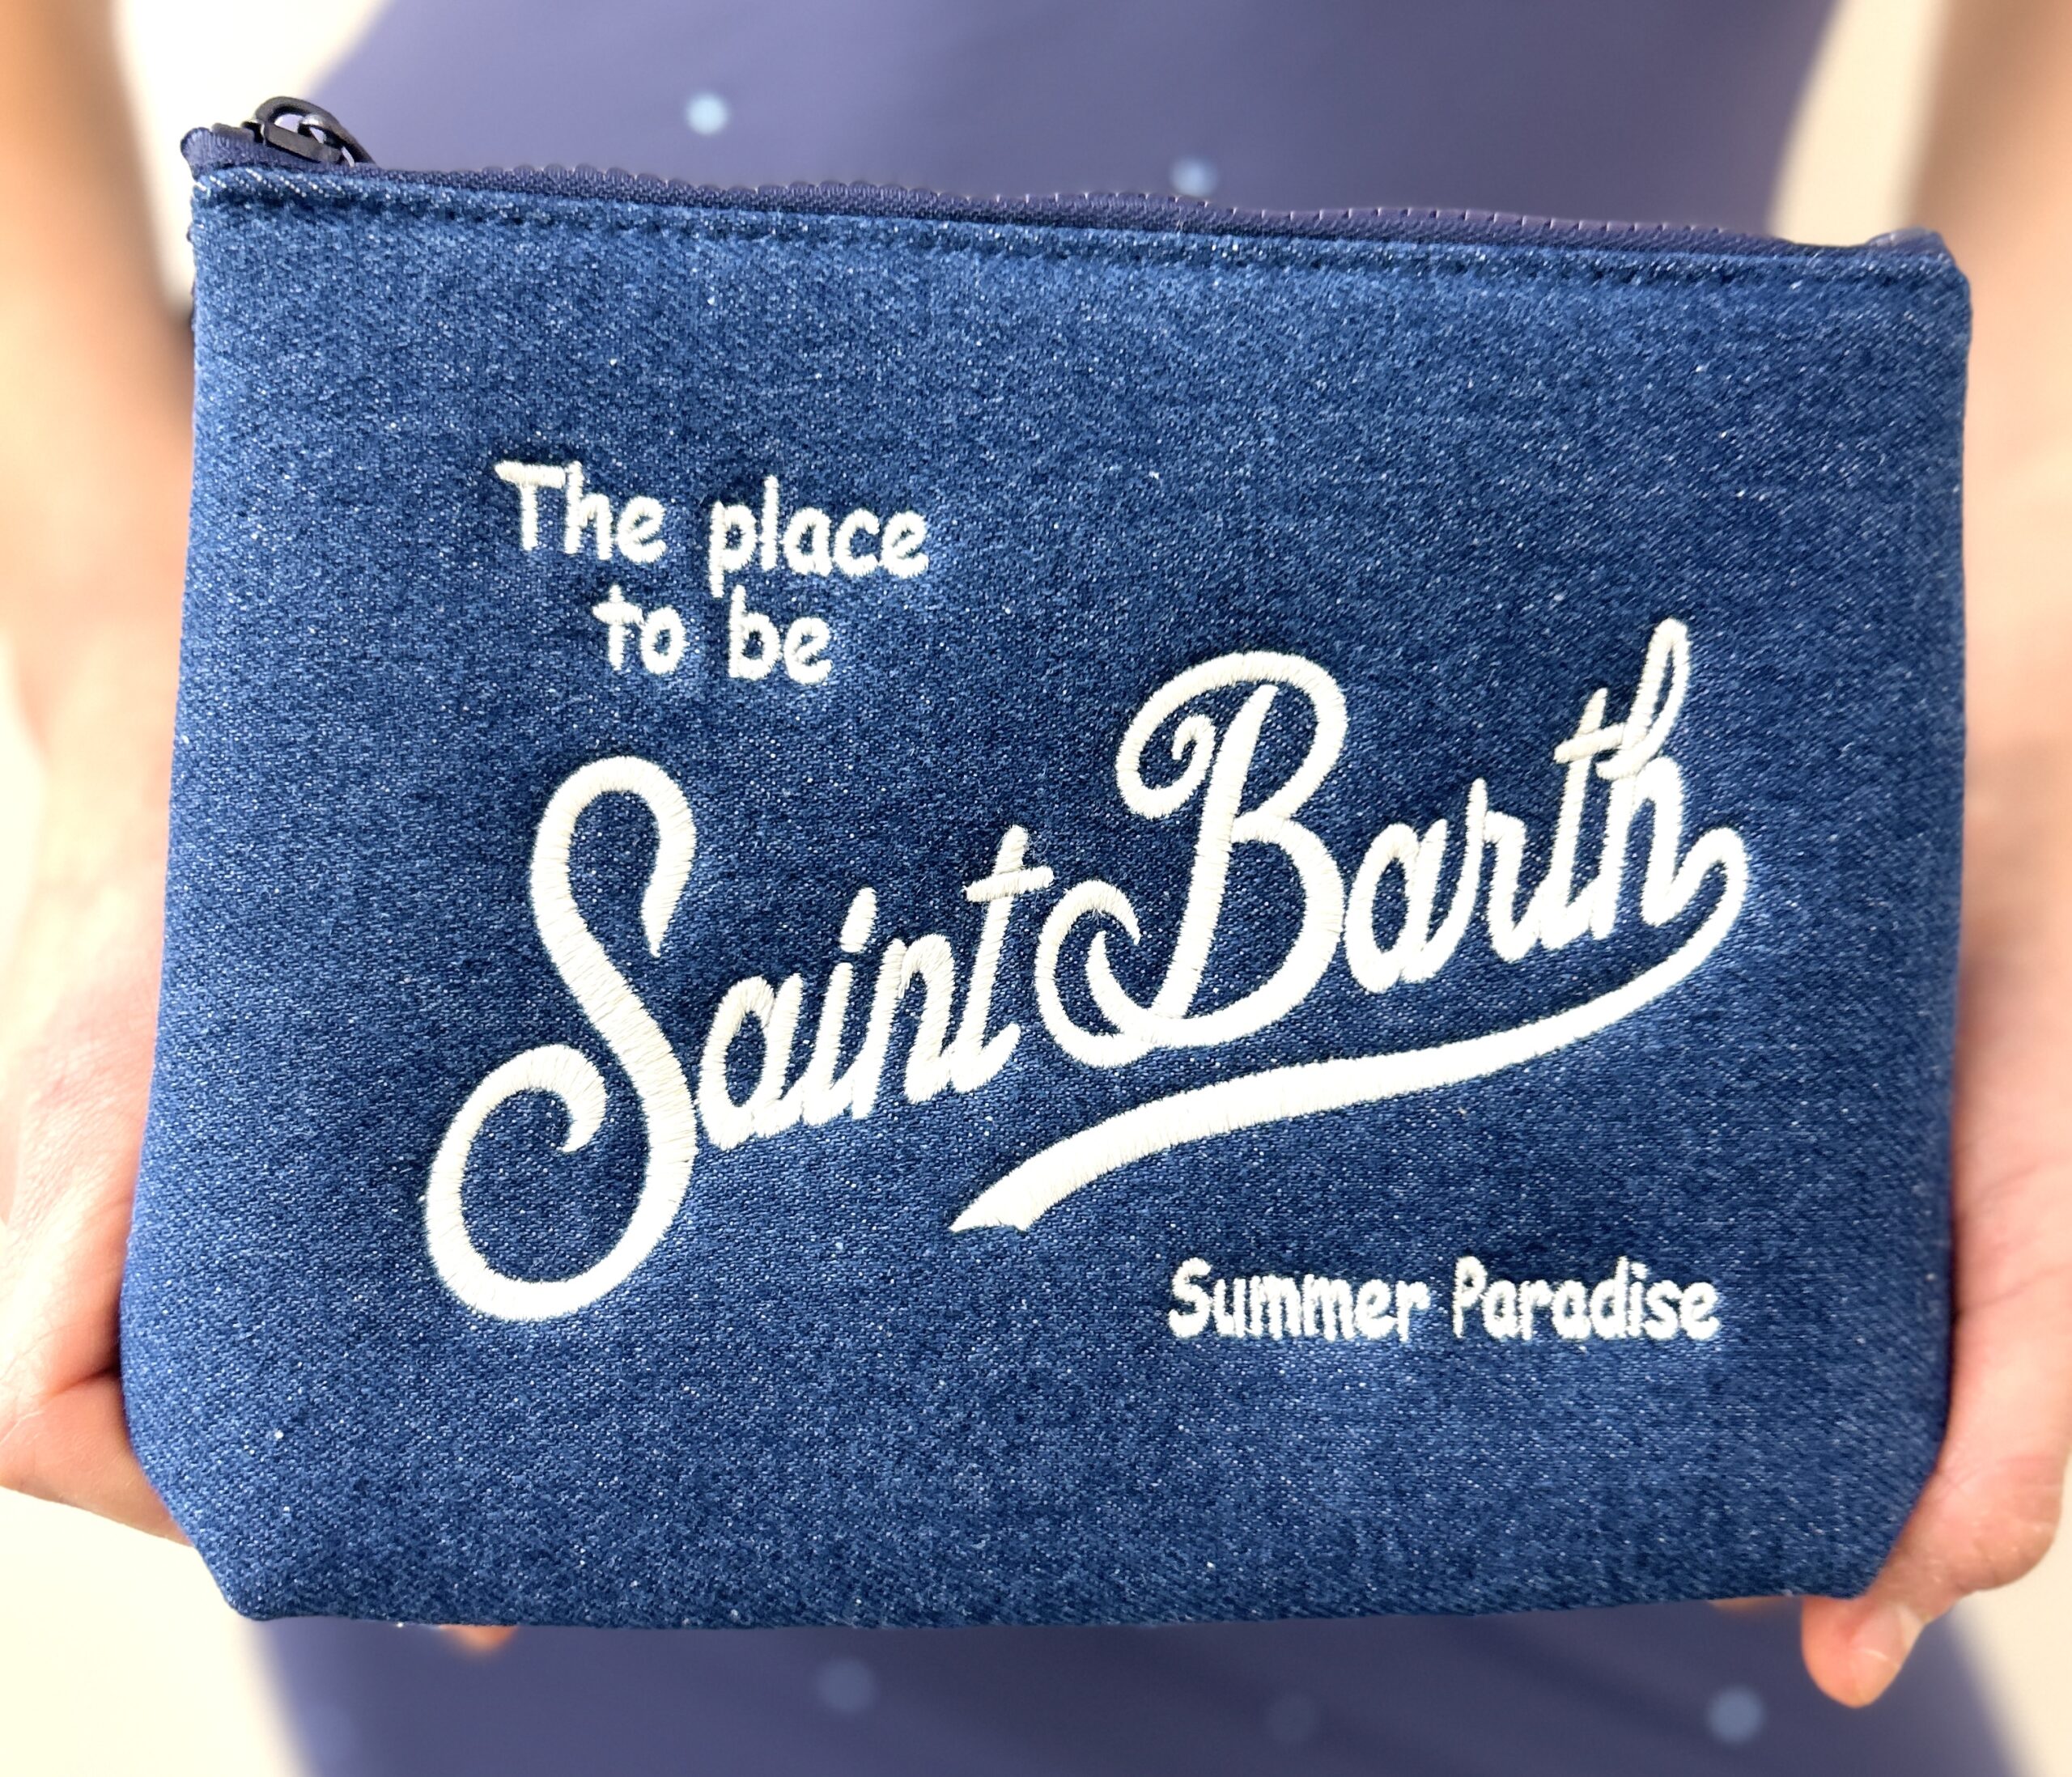 The place
to be
Saint Barth
Summer Paradise